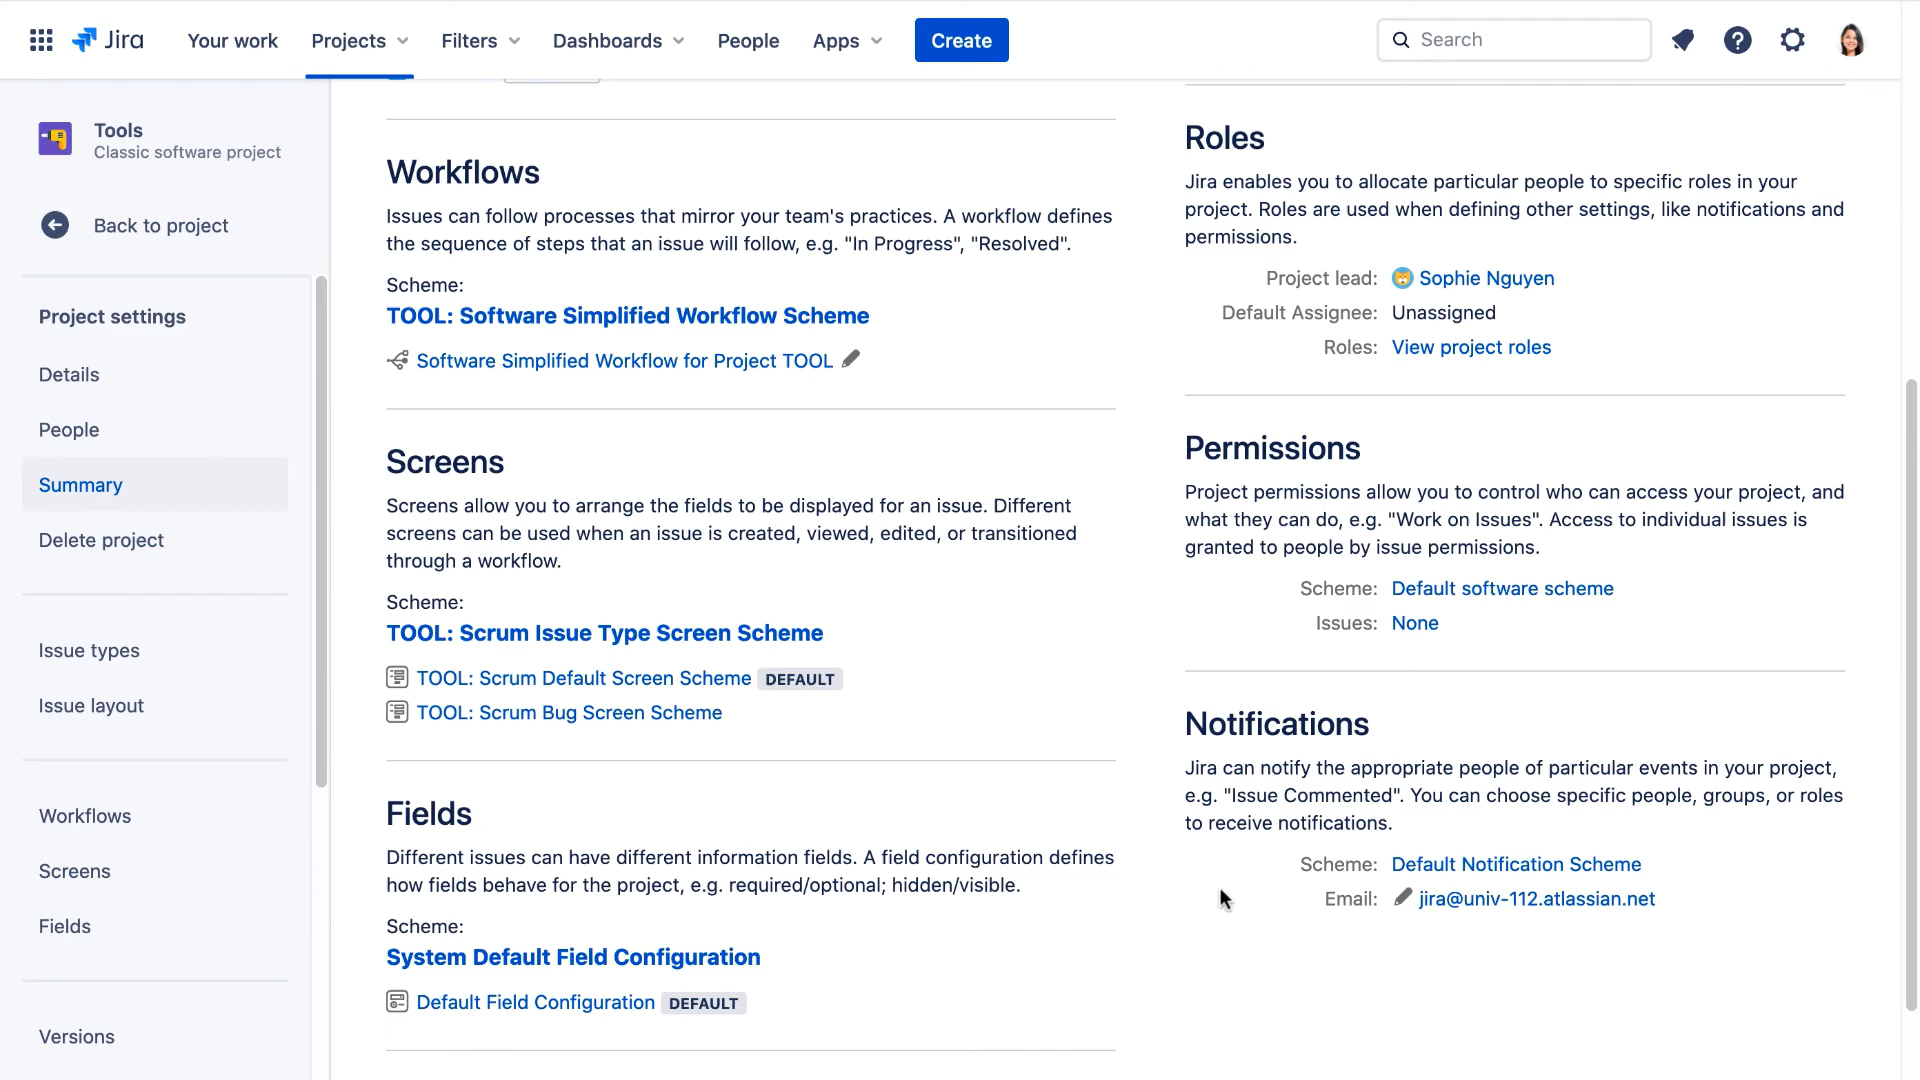 Jira
Your work
Projects
Filters
Dashboards
People
Apps
Create
Search
Tools
Classic software project
Back to project
Project settings
Details
People
Summary
Delete project
Issue types
Issue layout
Workflows
Screens
Fields
Versions
Workflows
Issues can follow processes that mirror your team's practices. A workflow defines
the sequence of steps that an issue will follow, e.g. "In Progress", "Resolved".
Scheme:
TOOL: Software Simplified Workflow Scheme
Software Simplified Workflow for Project TOOL
Screens
Screens allow you to arrange the fields to be displayed for an issue. Different
screens can be used when an issue is created, viewed, edited, or transitioned
through a workflow.
Scheme:
TOOL: Scrum Issue Type Screen Scheme
TOOL: Scrum Default Screen Scheme DEFAULT
TOOL: Scrum Bug Screen Scheme
Fields
Different issues can have different information fields. A field configuration defines
how fields behave for the project, e.g. required/optional; hidden/visible.
Scheme:
System Default Field Configuration
Default Field Configuration DEFAULT
Roles
Jira enables you to allocate particular people to specific roles in your
project. Roles are used when defining other settings, like notifications and
permissions.
Project lead: Sophie Nguyen
Default Assignee: Unassigned
Roles: View project roles
Permissions
Project permissions allow you to control who can access your project, and
what they can do, e.g. "Work on Issues". Access to individual issues is
granted to people by issue permissions.
Scheme: Default software scheme
Issues: None
Notifications
Jira can notify the appropriate people of particular events in your project,
e.g. "Issue Commented". You can choose specific people, groups, or roles
to receive notifications.
Scheme: Default Notification Scheme
Email: jira@univ-112.atlassian.net